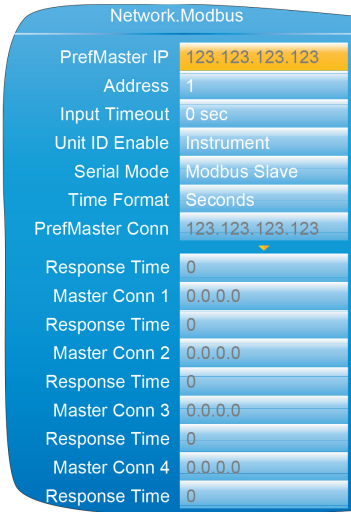 Network.Modbus
PrefMaster IP 123.123.123.123
Address 1
Input Timeout 0 sec
Unit ID Enable Instrument
Serial Mode Modbus Slave
Time Format Seconds
PrefMaster Conn 123.123.123.123
Response Time 0
Master Conn 1 0.0.0.0
Response Time 0
Master Conn 2 0.0.0.0
Response Time 0
Master Conn 3 0.0.0.0
Response Time 0
Master Conn 4 0.0.0.0
Response Time 0